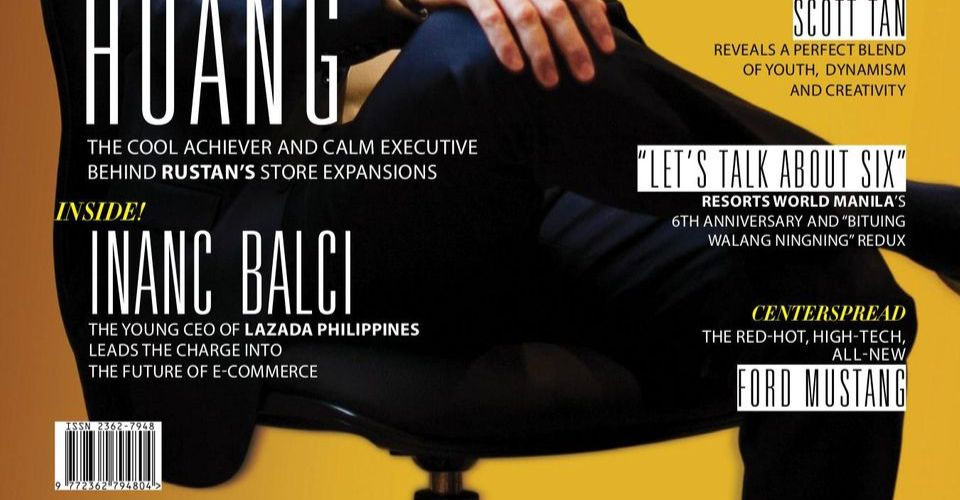 HUANG
THE COOL ACHIEVER AND CALM EXECUTIVE
BEHIND RUSTAN'S STORE EXPANSIONS
INSIDE!
INANC BALCI
THE YOUNG CEO OF LAZADA PHILIPPINES
LEADS THE CHARGE INTO
THE FUTURE OF E-COMMERCE
ISSN 2362-7948
9 772362 794804>
SCOTT TAN
REVEALS A PERFECT BLEND
OF YOUTH, DYNAMISM
AND CREATIVITY
“LET'S TALK ABOUT SIX”
RESORTS WORLD MANILA'S
6TH ANNIVERSARY AND “BITUING
WALANG NINGNING” REDUX
CENTERSPREAD
THE RED-HOT, HIGH-TECH,
ALL-NEW
FORD MUSTANG